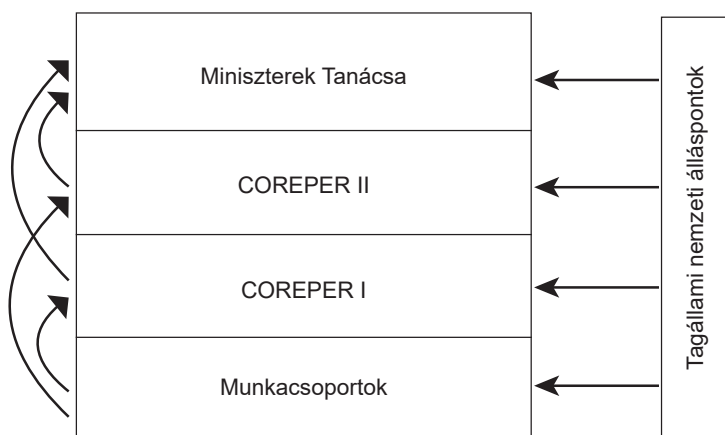 Miniszterek Tanácsa
COREPER II
COREPER I
Munkacsoportok
Tagállami nemzeti álláspontok